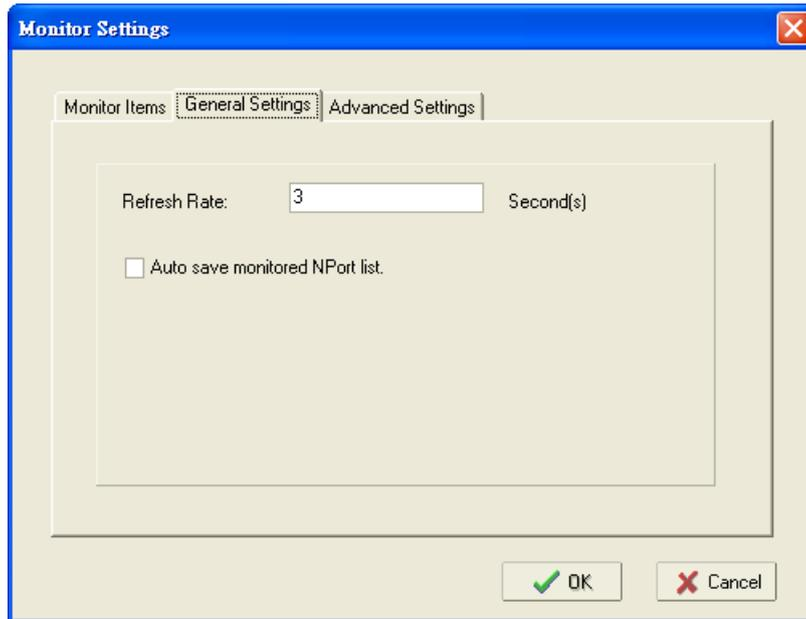 Monitor Settings
Monitor Items General Settings Advanced Settings
Refresh Rate: 3 Second(s)
Auto save monitored NPort list.
OK Cancel